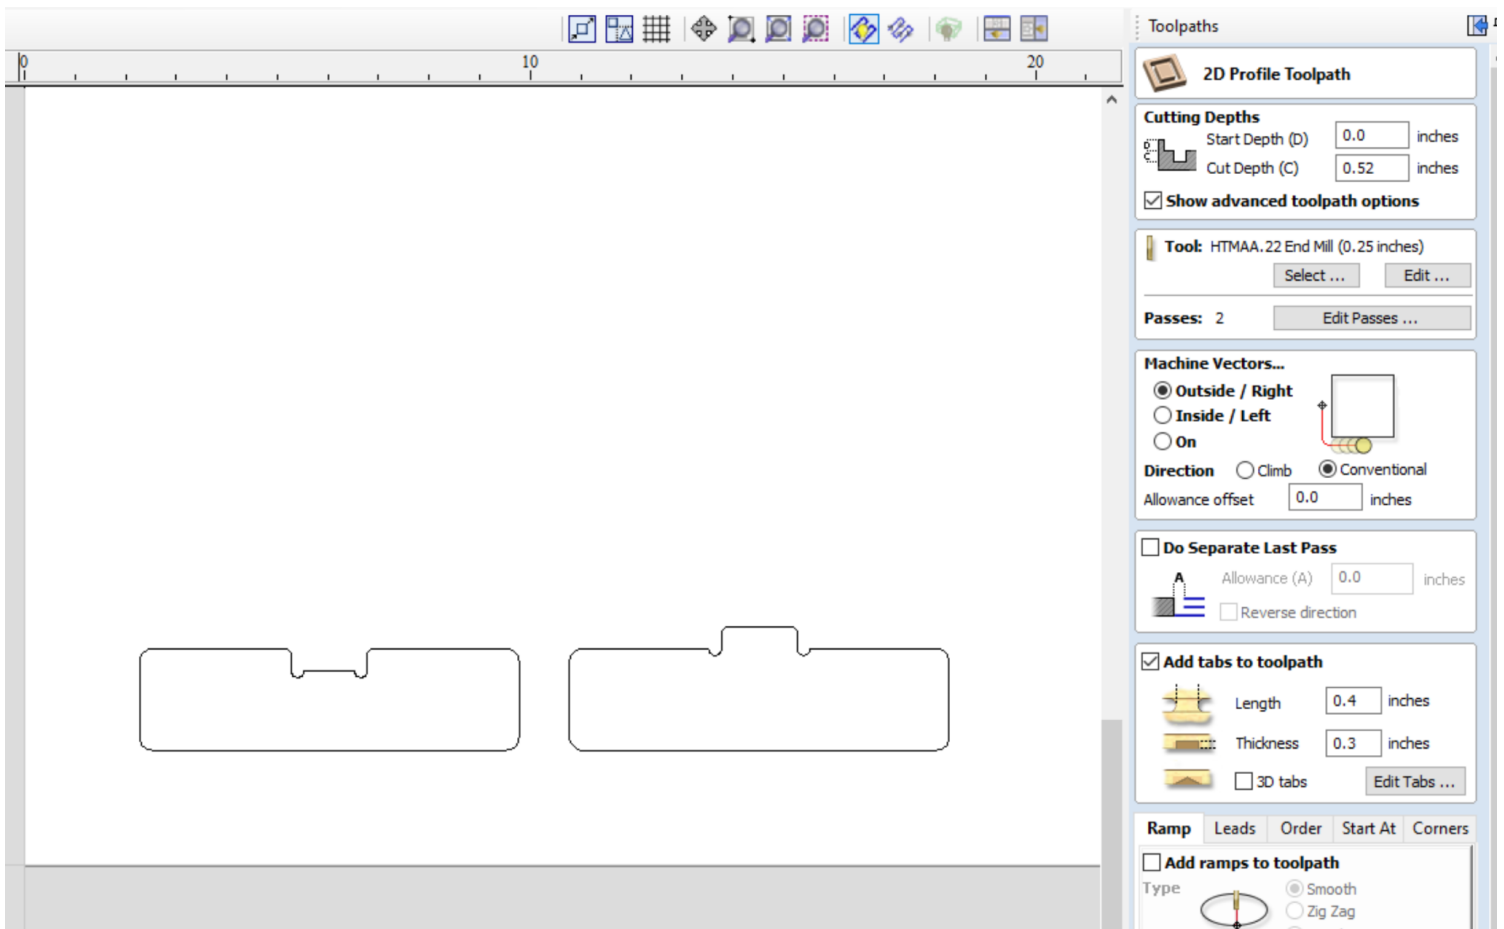 Toolpaths
0 10 20
2D Profile Toolpath
Cutting Depths
Start Depth (D) 0.0 inches
D
C
Cut Depth (C) 0.52 inches
Show advanced toolpath options
Tool: HTMAA.22 End Mill (0.25 inches)
Select ... Edit ...
Passes: 2 Edit Passes ...
Machine Vectors...
Outside / Right
Inside / Left
On
Direction Climb Conventional
Allowance offset 0.0 inches
Do Separate Last Pass
A Allowance (A) 0.0 inches
Reverse direction
Add tabs to toolpath
Length 0.4 inches
Thickness 0.3 inches
3D tabs Edit Tabs ...
Ramp Leads Order Start At Corners
Add ramps to toolpath
Type Smooth
Zig Zag